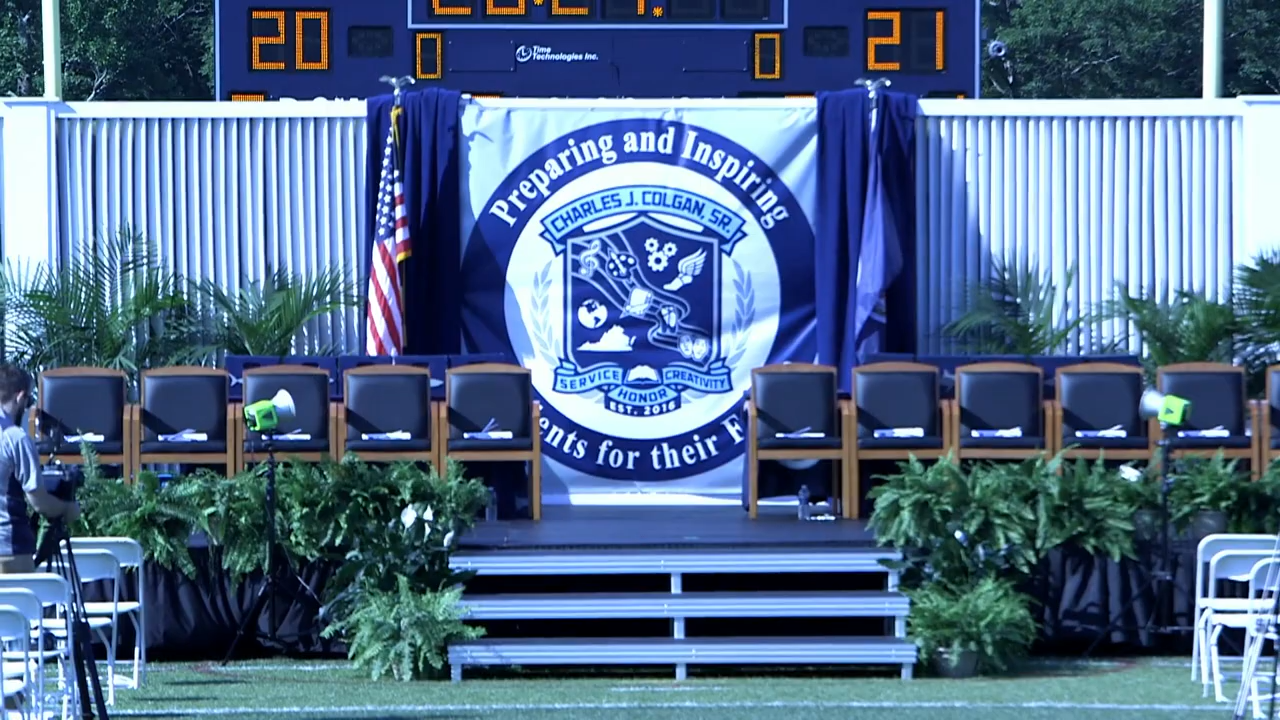 20
0
Time
Technologies Inc.
0
21
Preparing and Inspiring
CHARLES J. COLGAN, SR.
SERVICE
CREATIVITY
HONOR
EST. 2016
for their